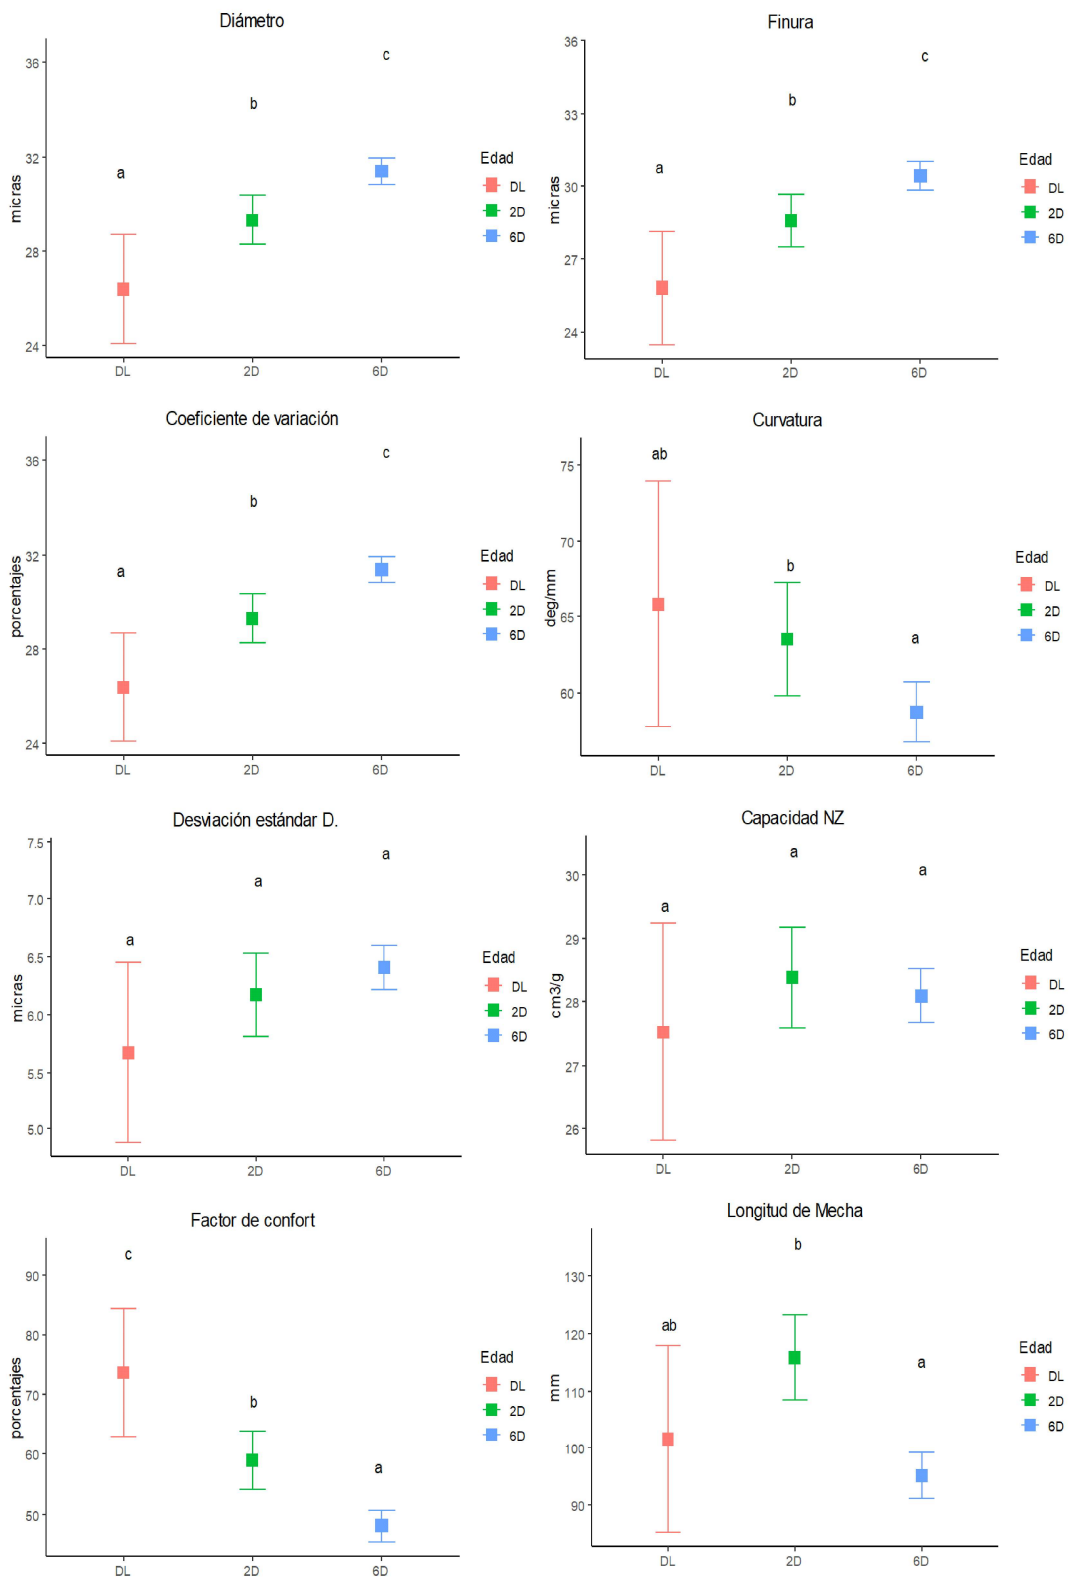 Diámetro
36
32
28
24
micras
a
b
c
DL
2D
6D
Edad
DL
2D
6D
Finura
36
33
30
27
24
micras
a
b
c
DL
2D
6D
Edad
DL
2D
6D
Coeficiente de variación
36
32
28
24
porcentajes
a
b
c
DL
2D
6D
Edad
DL
2D
6D
Curvatura
75
70
65
60
deg/mm
ab
b
a
DL
2D
6D
Edad
DL
2D
6D
Desviación estándar D.
7.5
7.0
6.5
6.0
5.5
5.0
micras
a
a
a
DL
2D
6D
Edad
DL
2D
6D
Capacidad NZ
30
29
28
27
26
cm3/g
a
a
a
DL
2D
6D
Edad
DL
2D
6D
Factor de confort
90
80
70
60
50
porcentajes
c
b
a
DL
2D
6D
Edad
DL
2D
6D
Longitud de Mecha
130
120
110
100
90
mm
ab
b
a
DL
2D
6D
Edad
DL
2D
6D